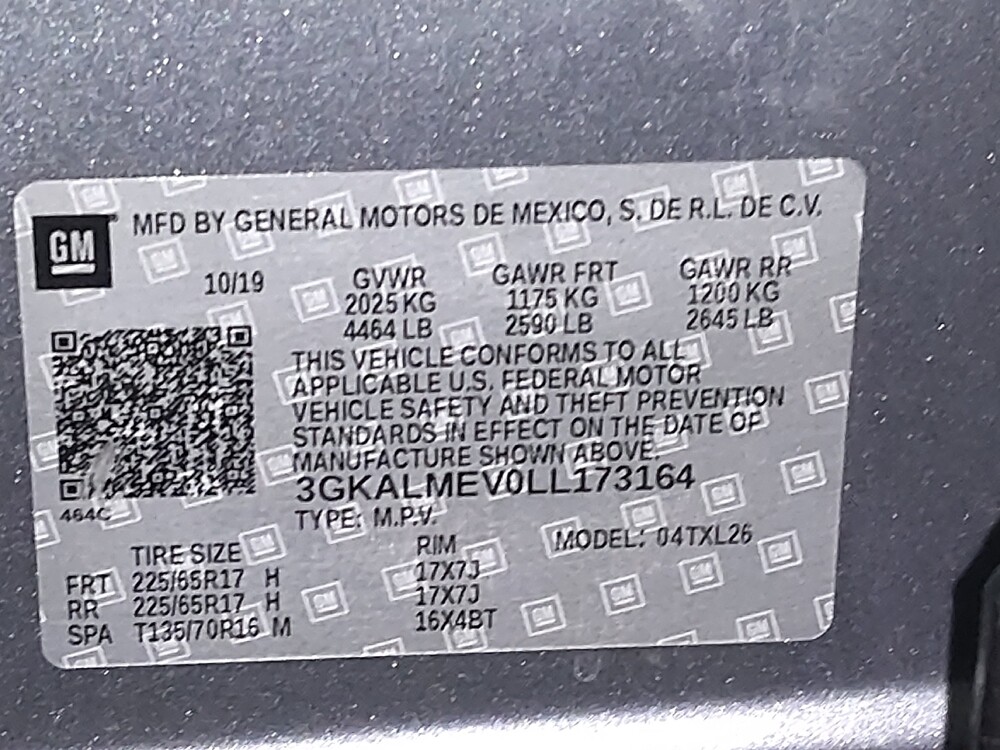 GM MFD BY GENERAL MOTORS DE MEXICO, S. DE R.L. DE C.V.
10/19 GVWR GAWR FRT GAWR RR
2025 KG 1175 KG 1200 KG
4464 LB 2590 LB 2645 LB
THIS VEHICLE CONFORMS TO ALL
APPLICABLE U.S. FEDERAL MOTOR
VEHICLE SAFETY AND THEFT PREVENTION
STANDARDS IN EFFECT ON THE DATE OF
MANUFACTURE SHOWN ABOVE.
3GKALMEV0LL173164
464C
TYPE: M.P.V. MODEL: 04TXL26
TIRE SIZE RIM
FRT 225/65R17 H 17X7J
RR 225/65R17 H 17X7J
SPA T135/70R16 M 16X4BT